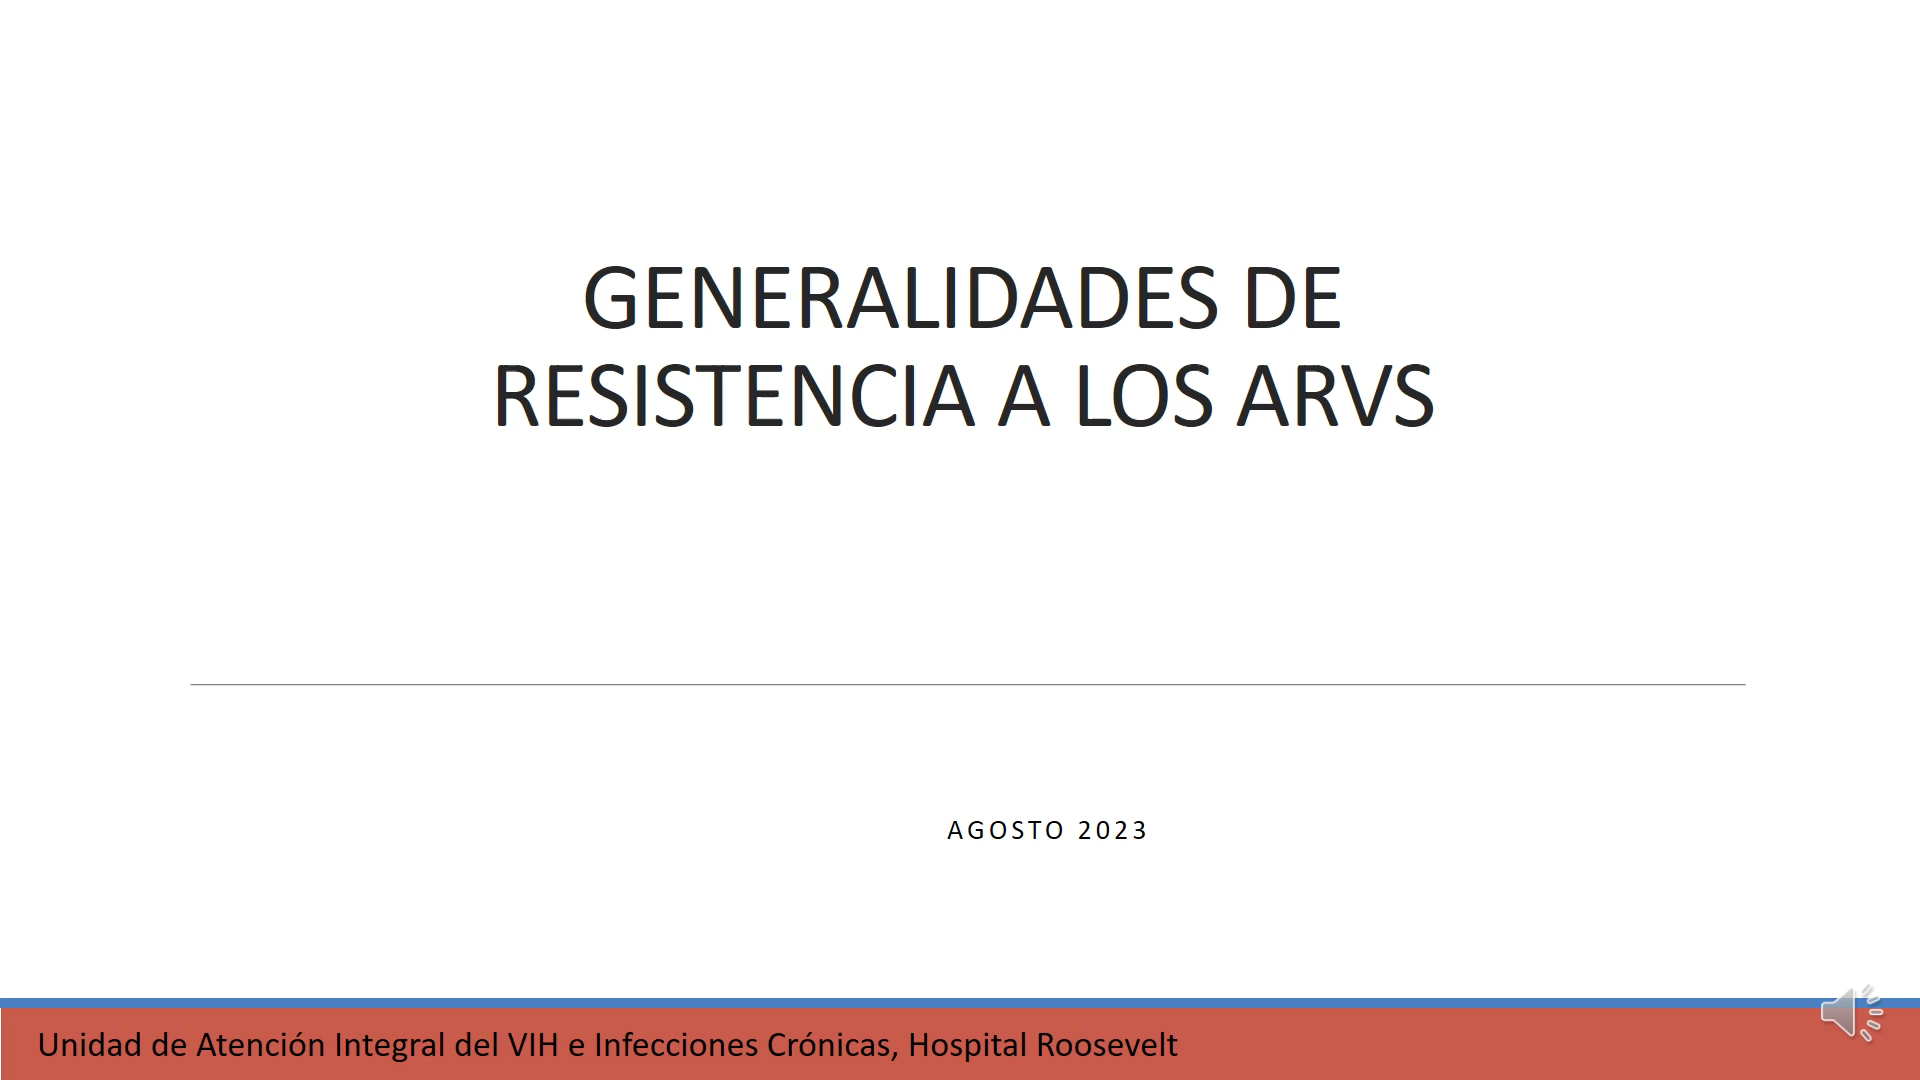 GENERALIDADES DE
RESISTENCIA A LOS ARVS
AGOSTO 2023
Unidad de Atención Integral del VIH e Infecciones Crónicas, Hospital Roosevelt